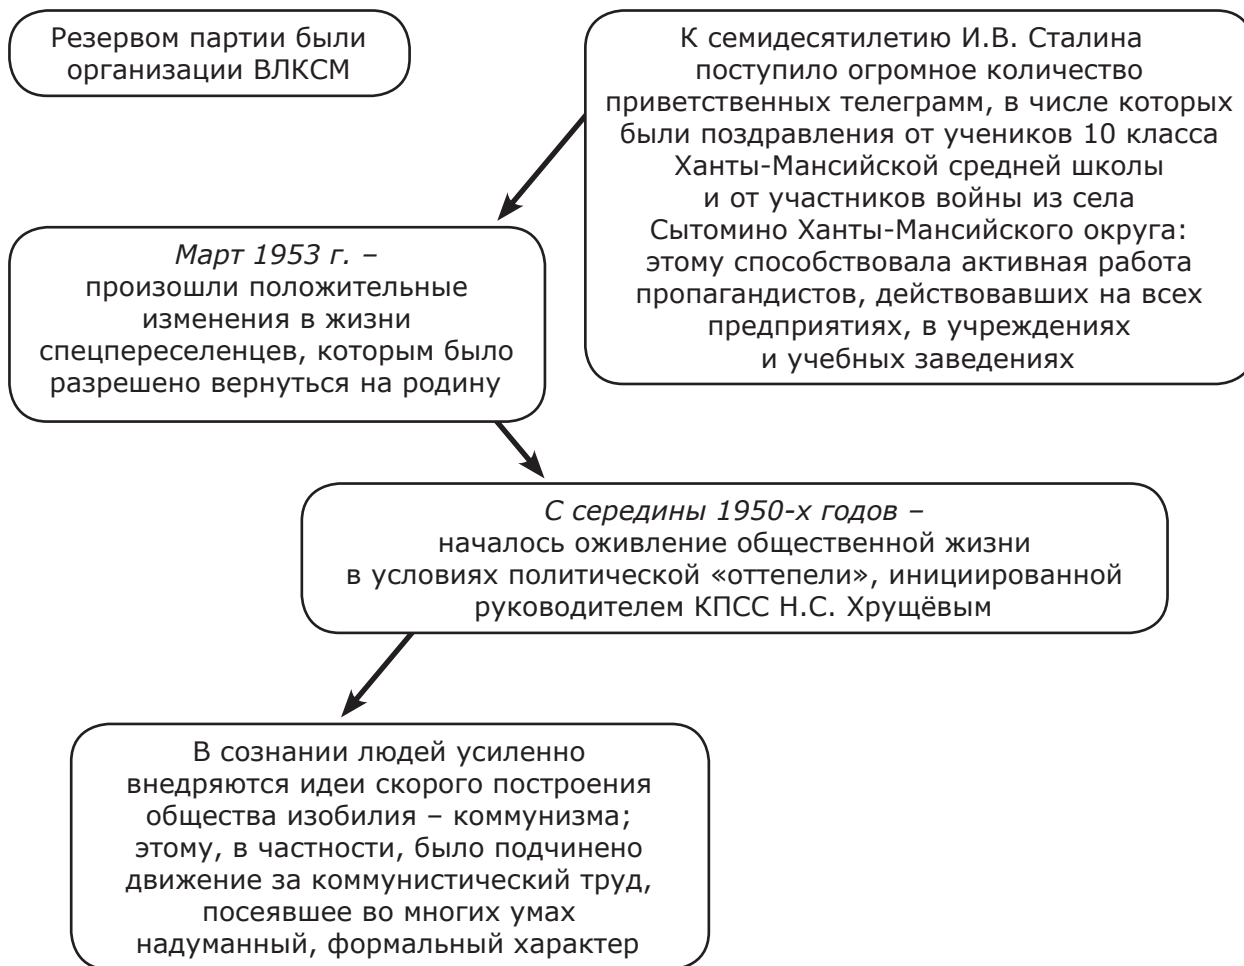 Резервом партии были
организации ВЛКСМ
К семидесятилетию И.В. Сталина
поступило огромное количество
приветственных телеграмм, в числе которых
были поздравления от учеников 10 класса
Ханты-Мансийской средней школы
и от участников войны из села
Сытомино Ханты-Мансийского округа:
этому способствовала активная работа
пропагандистов, действовавших на всех
предприятиях, в учреждениях
и учебных заведениях
Март 1953 г. –
произошли положительные
изменения в жизни
спецпереселенцев, которым было
разрешено вернуться на родину
С середины 1950-х годов –
началось оживление общественной жизни
в условиях политической «оттепели», инициированной
руководителем КПСС Н.С. Хрущёвым
В сознании людей усиленно
внедряются идеи скорого построения
общества изобилия – коммунизма;
этому, в частности, было подчинено
движение за коммунистический труд,
посеявшее во многих умах
надуманный, формальный характер